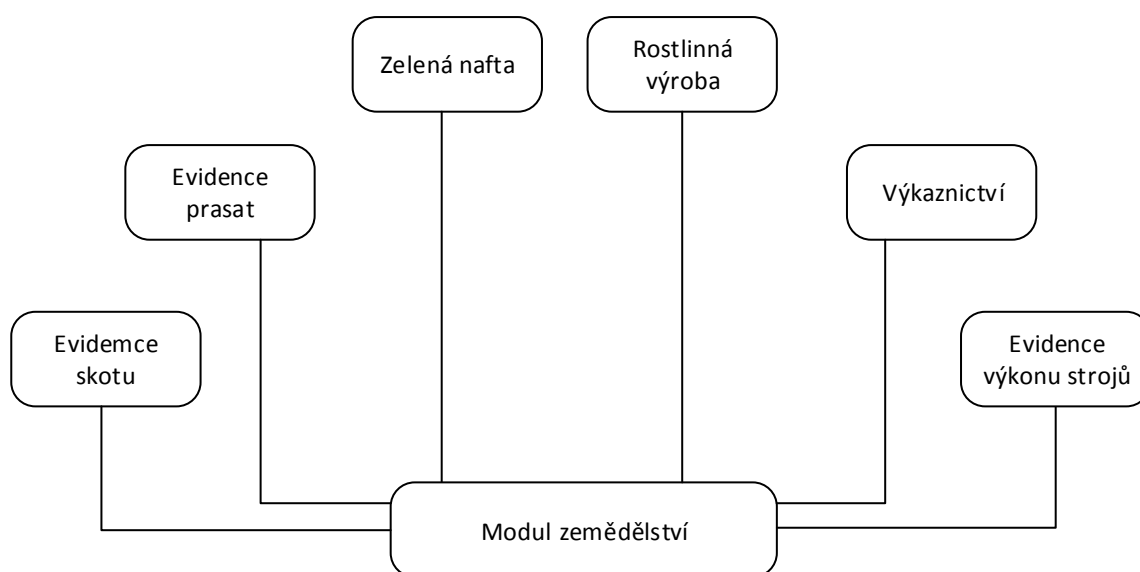 Zelená nafta
Rostlinná
výroba
Evidence
prasat
Výkaznictví
Evidemce
skotu
Evidence
výkonu strojů
Modul zemědělství